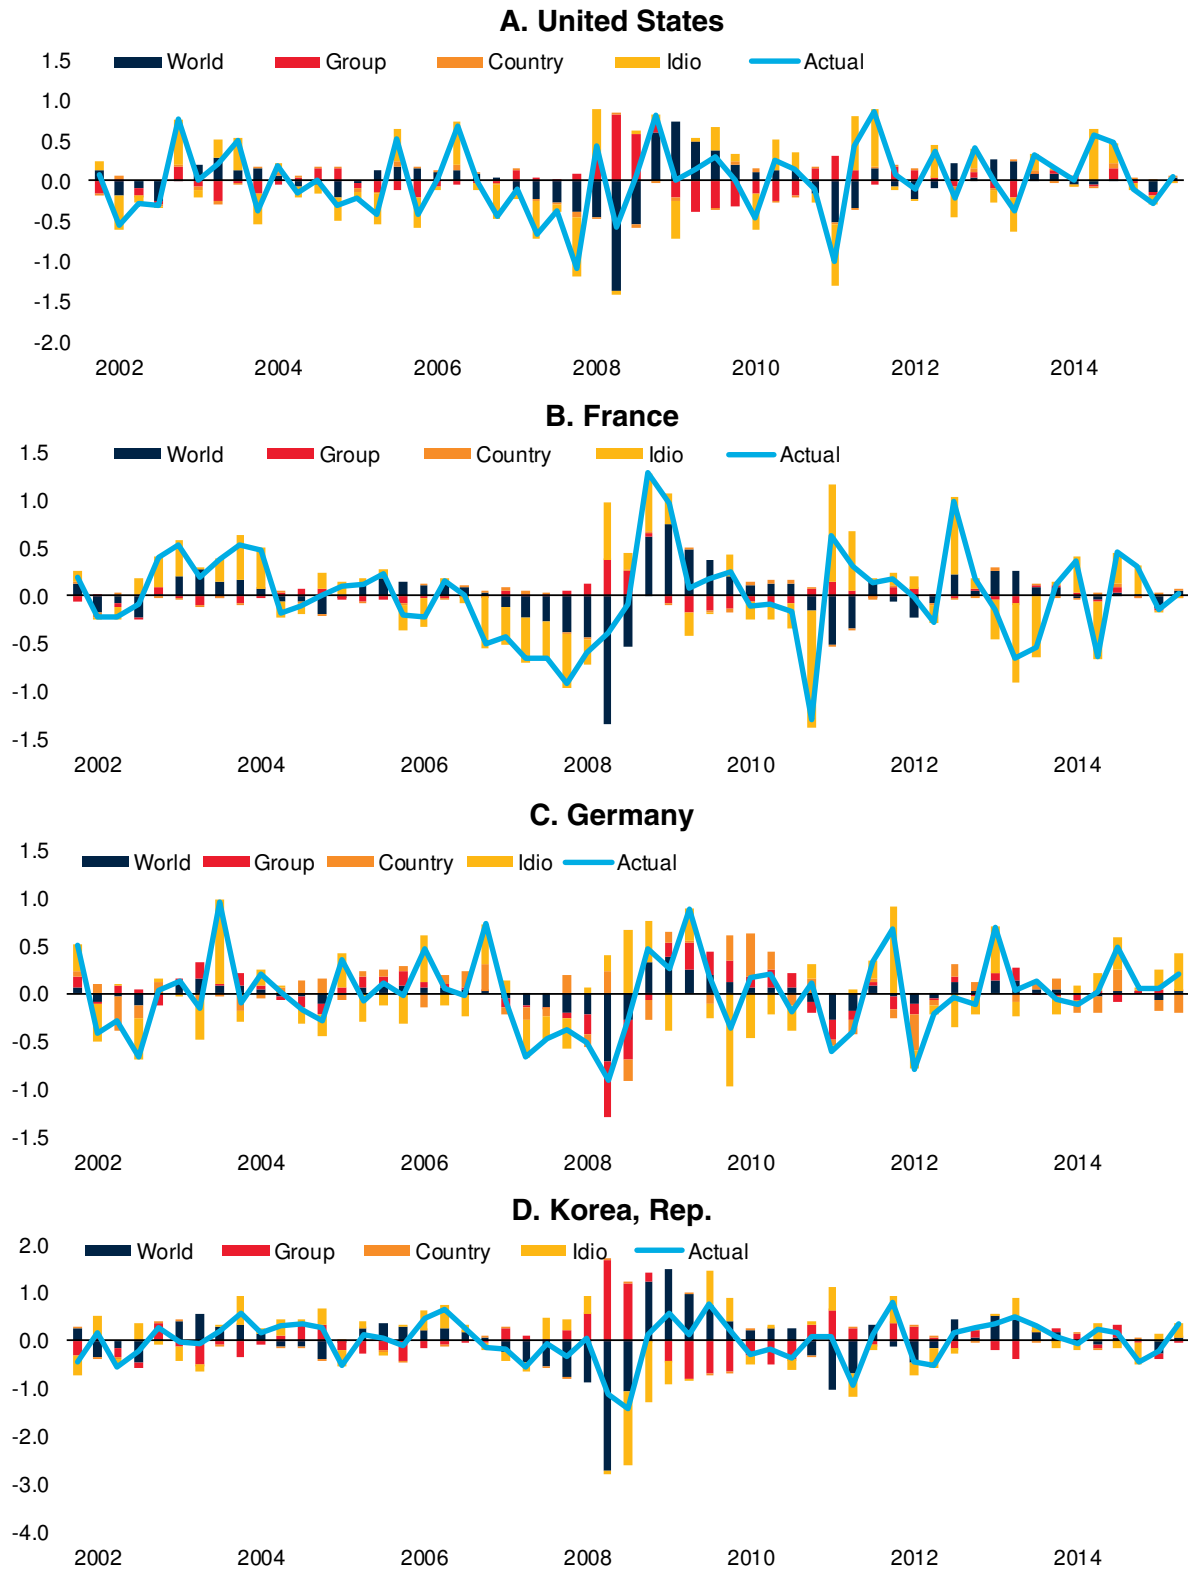 A. United States
1.5 World Group Country Idio Actual
1.0
0.5
0.0
-0.5
-1.0
-1.5
-2.0
2002 2004 2006 2008 2010 2012 2014
B. France
1.5 World Group Country Idio Actual
1.0
0.5
0.0
-0.5
-1.0
-1.5
2002 2004 2006 2008 2010 2012 2014
C. Germany
1.5 World Group Country Idio Actual
1.0
0.5
0.0
-0.5
-1.0
-1.5
2002 2004 2006 2008 2010 2012 2014
D. Korea, Rep.
2.0 World Group Country Idio Actual
1.0
0.0
-1.0
-2.0
-3.0
-4.0
2002 2004 2006 2008 2010 2012 2014